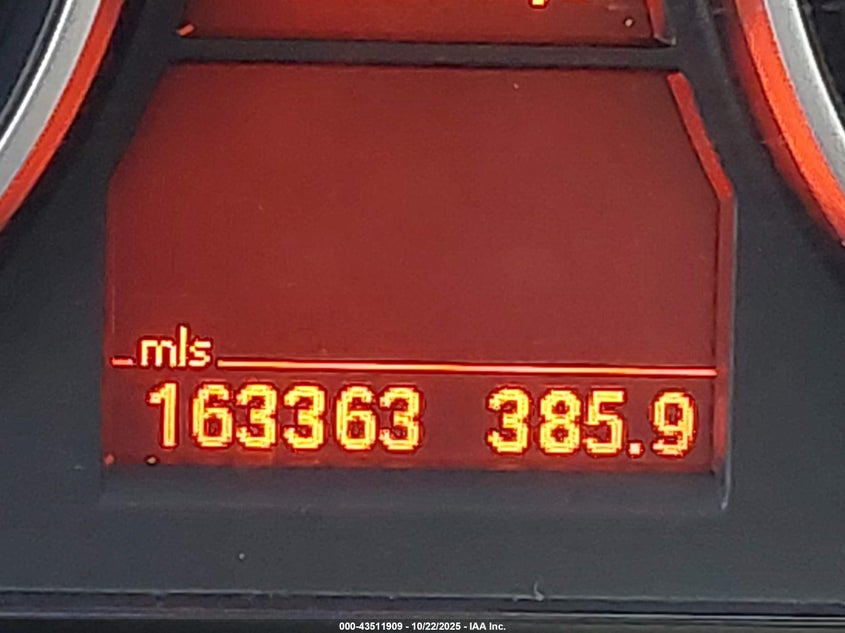 mls
163363 385.9
000-43511909 - 10/22/2025 - IAA Inc.